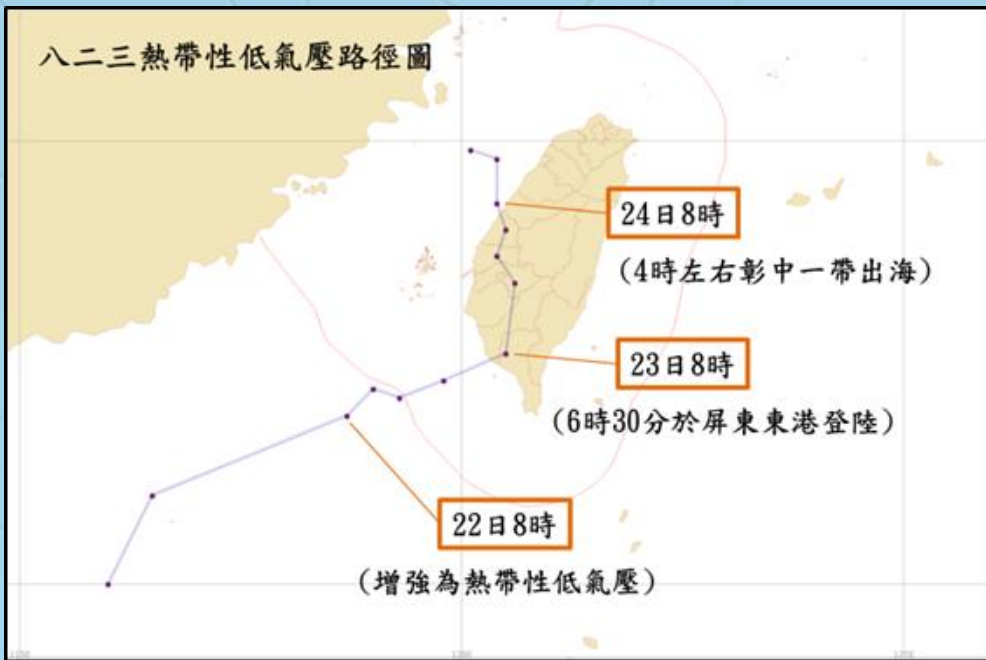 八二三熱帶性低氣壓路徑圖
24日8時
(4時左右彰中一帶出海)
23日8時
(6時30分於屏東東港登陸)
22日8時
(增強為熱帶性低氣壓)